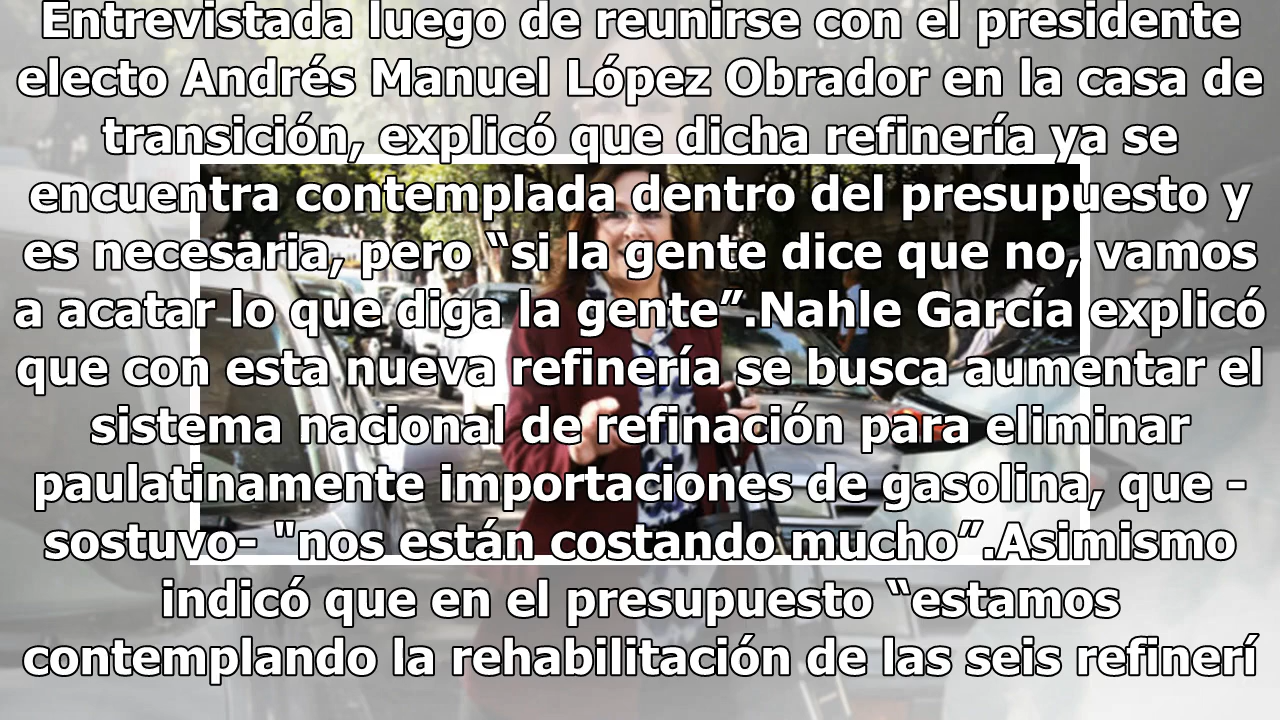 Entrevistada luego de reunirse con el presidente
electo Andrés Manuel López Obrador en la casa de
transición, explicó que dicha refinería ya se
encuentra contemplada dentro del presupuesto y
es necesaria, pero “si la gente dice que no, vamos
a acatar lo que diga la gente”.Nahle García explicó
que con esta nueva refinería se busca aumentar el
sistema nacional de refinación para eliminar
paulatinamente importaciones de gasolina, que -
sostuvo- "nos están costando mucho”.Asimismo
indicó que en el presupuesto “estamos
contemplando la rehabilitación de las seis refinerí